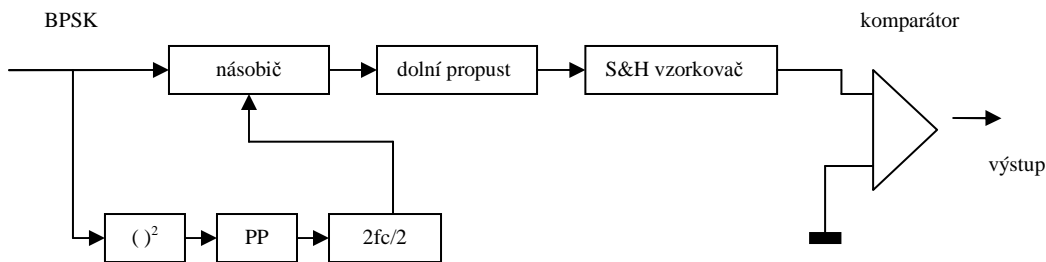 BPSK
komparátor
násobič
dolní propust
S&H vzorkovač
výstup
( )²
PP
2fc/2